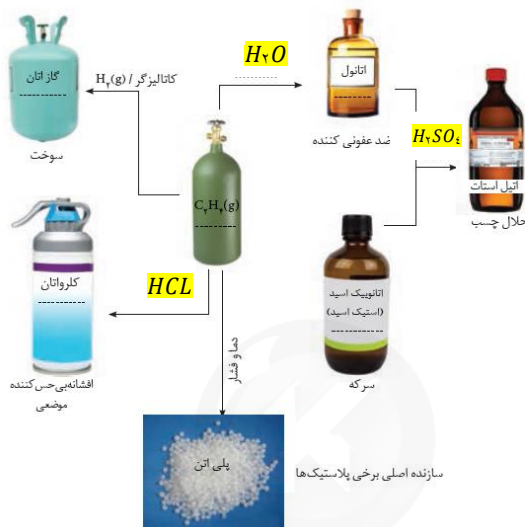 گاز اتان
-----------
سوخت
کاتالیزگر / H۲(g)
H۲O
-----------
اتانول
---------
ضد عفونی کننده
H۲SO٤
اتیل استات
حلال چسب
C۲H۴(g)
---------
کلرواتان
-----------
افشانه بی‌حس‌کننده
موضعی
HCL
دما و فشار
اتانوییک اسید
(استیک اسید)
------------
سرکه
پلی اتن
سازنده اصلی برخی پلاستیک‌ها